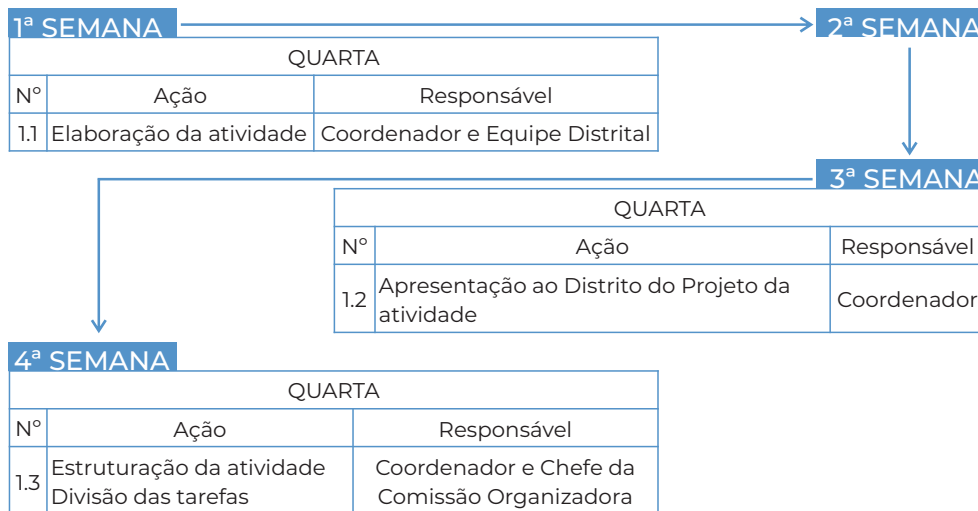 1ª SEMANA
2ª SEMANA
QUARTA
Nº Ação Responsável
1.1 Elaboração da atividade Coordenador e Equipe Distrital
3ª SEMANA
QUARTA
Nº Ação Responsável
1.2 Apresentação ao Distrito do Projeto da
atividade
Coordenador
4ª SEMANA
QUARTA
Nº Ação Responsável
1.3 Estruturação da atividade
Divisão das tarefas
Coordenador e Chefe da
Comissão Organizadora